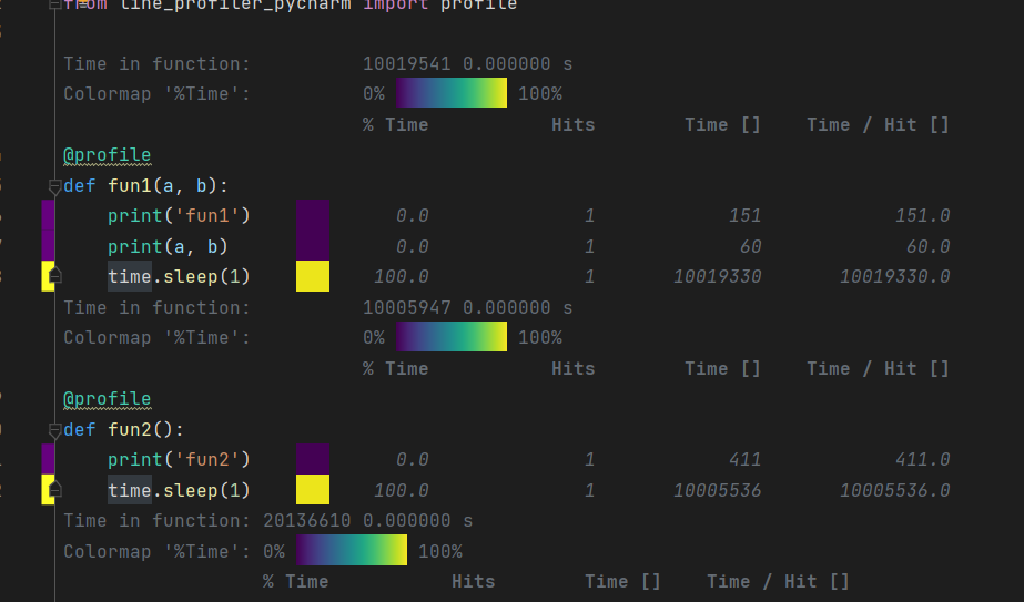 from line_profiler_pycharm import profile
Time in function: 10019541 0.000000 s
Colormap '%Time': 0% 100%
% Time Hits Time [] Time / Hit []
@profile
def fun1(a, b):
print('fun1') 0.0 1 151 151.0
print(a, b) 0.0 1 60 60.0
time.sleep(1) 100.0 1 10019330 10019330.0
Time in function: 10005947 0.000000 s
Colormap '%Time': 0% 100%
% Time Hits Time [] Time / Hit []
@profile
def fun2():
print('fun2') 0.0 1 411 411.0
time.sleep(1) 100.0 1 10005536 10005536.0
Time in function: 20136610 0.000000 s
Colormap '%Time': 0% 100%
% Time Hits Time [] Time / Hit []